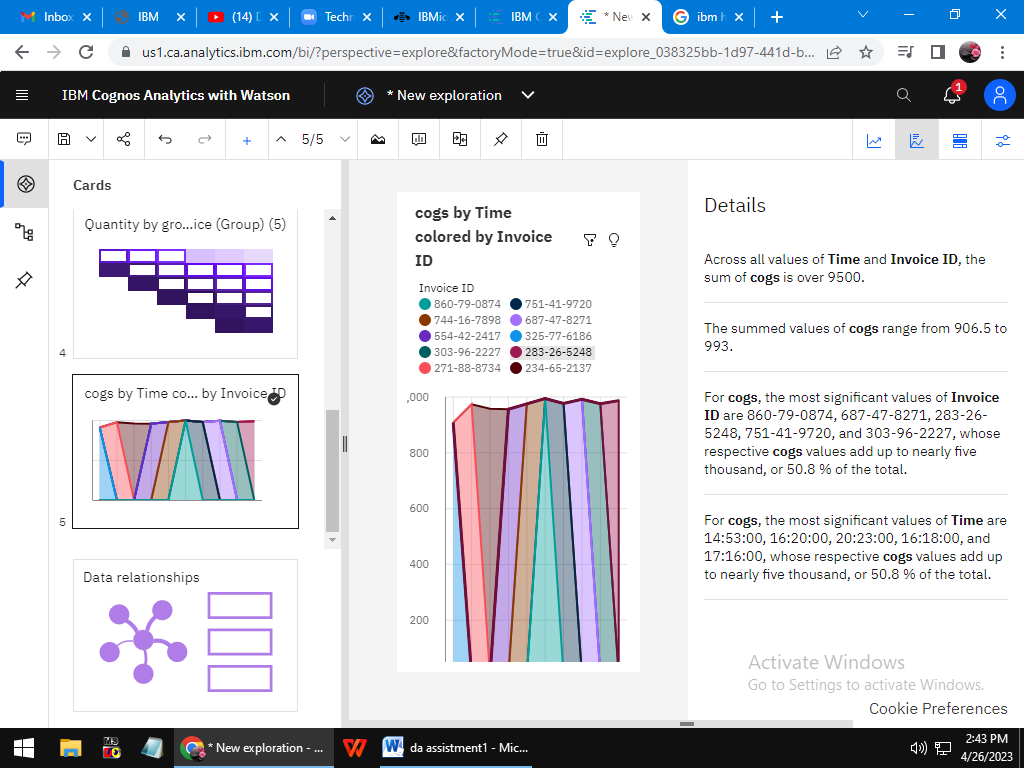 Inbox
IBM
(14)
Techn
IBMic
IBM
* New
ibm h
us1.ca.analytics.ibm.com/bi/?perspective=explore&factoryMode=true&id=explore_038325bb-1d97-441d-b...
IBM Cognos Analytics with Watson
* New exploration
1
5/5
Cards
Quantity by gro...ice (Group) (5)
4
cogs by Time co... by Invoice ID
5
Data relationships
cogs by Time
colored by Invoice
ID
Invoice ID
860-79-0874 751-41-9720
744-16-7898 687-47-8271
554-42-2417 325-77-6186
303-96-2227 283-26-5248
271-88-8734 234-65-2137
,000
800
600
400
200
Details
Across all values of Time and Invoice ID, the
sum of cogs is over 9500.
The summed values of cogs range from 906.5 to
993.
For cogs, the most significant values of Invoice
ID are 860-79-0874, 687-47-8271, 283-26-
5248, 751-41-9720, and 303-96-2227, whose
respective cogs values add up to nearly five
thousand, or 50.8 % of the total.
For cogs, the most significant values of Time are
14:53:00, 16:20:00, 20:23:00, 16:18:00, and
17:16:00, whose respective cogs values add up
to nearly five thousand, or 50.8 % of the total.
Activate Windows
Go to Settings to activate Windows.
Cookie Preferences
* New exploration - ...
da assistment1 - Mic...
2:43 PM
4/26/2023